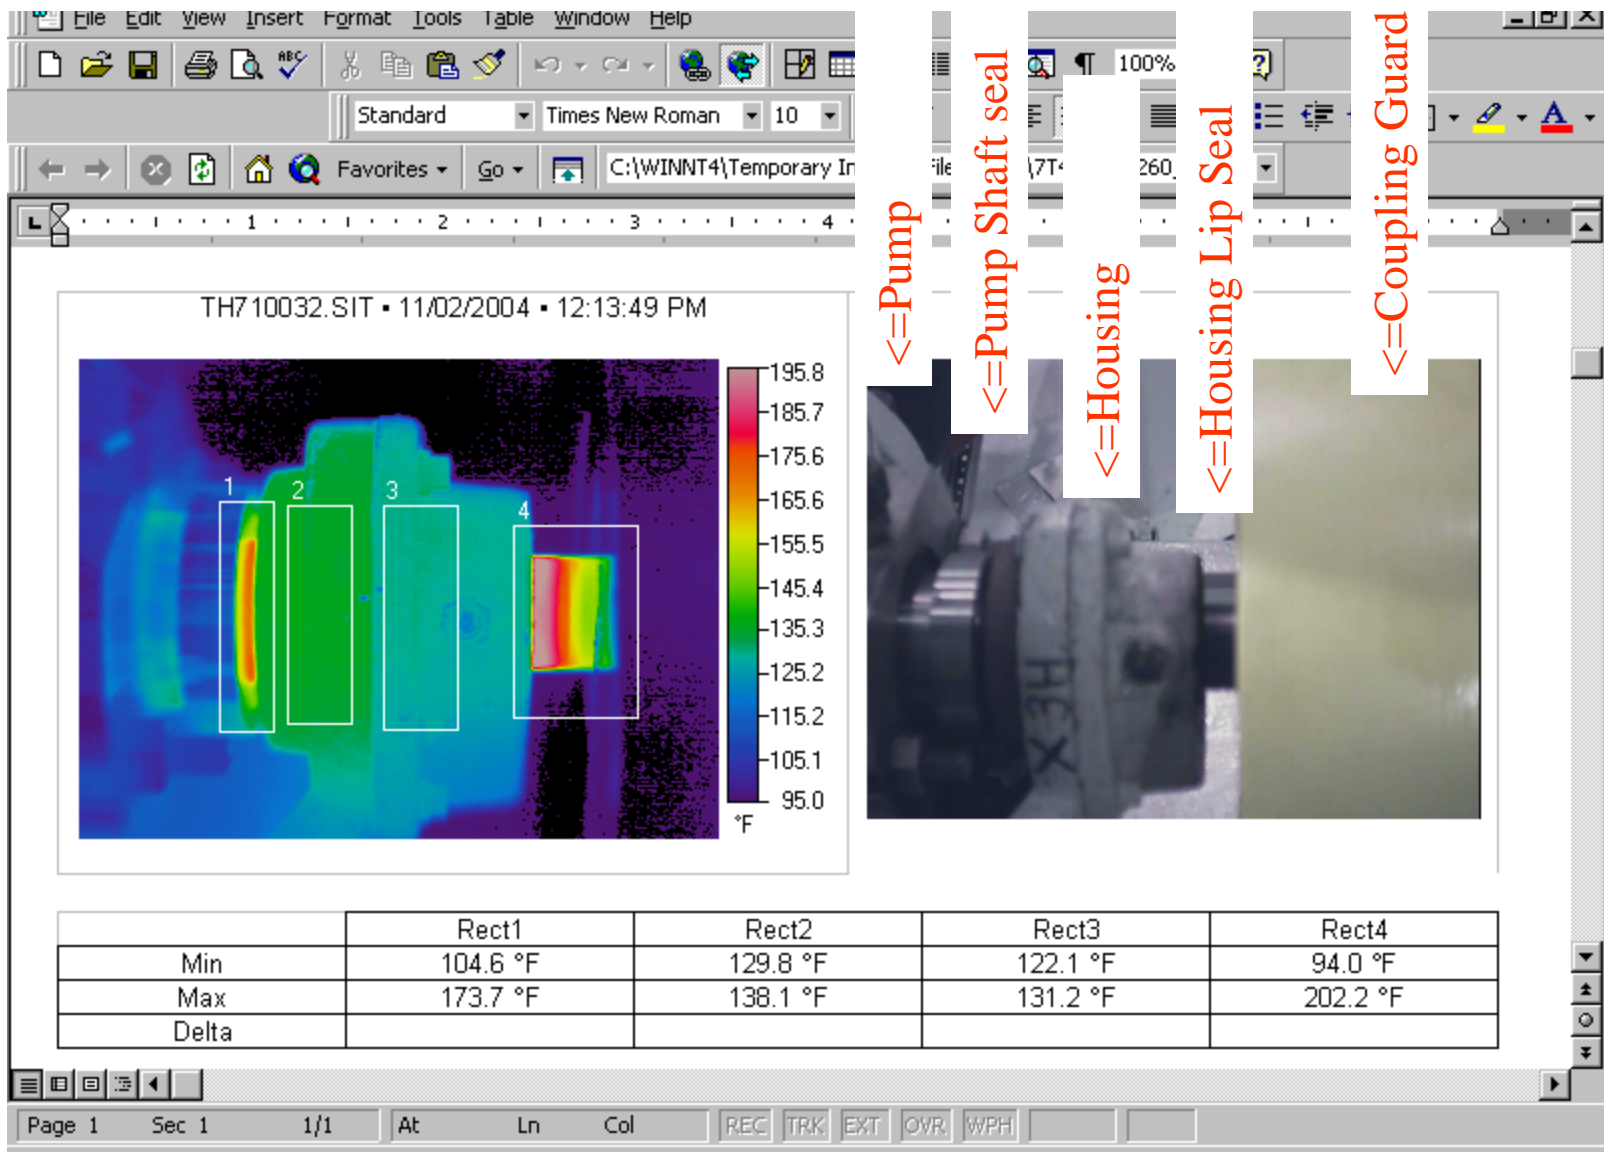 File Edit View Insert Format Tools Table Window Help
ABC
100%
Standard Times New Roman 10
Favorites Go C:\WINNT4\Temporary In
1 2 3 4
<=Pump
<=Pump Shaft seal
<=Housing
<=Housing Lip Seal
<=Coupling Guard
TH710032.SIT ▪ 11/02/2004 ▪ 12:13:49 PM
1
2
3
4
195.8
185.7
175.6
165.6
155.5
145.4
135.3
125.2
115.2
105.1
95.0
°F
X3H
Rect1 Rect2 Rect3 Rect4
Min 104.6 °F 129.8 °F 122.1 °F 94.0 °F
Max 173.7 °F 138.1 °F 131.2 °F 202.2 °F
Delta
Page 1 Sec 1 1/1 At Ln Col REC TRK EXT OVR WPH